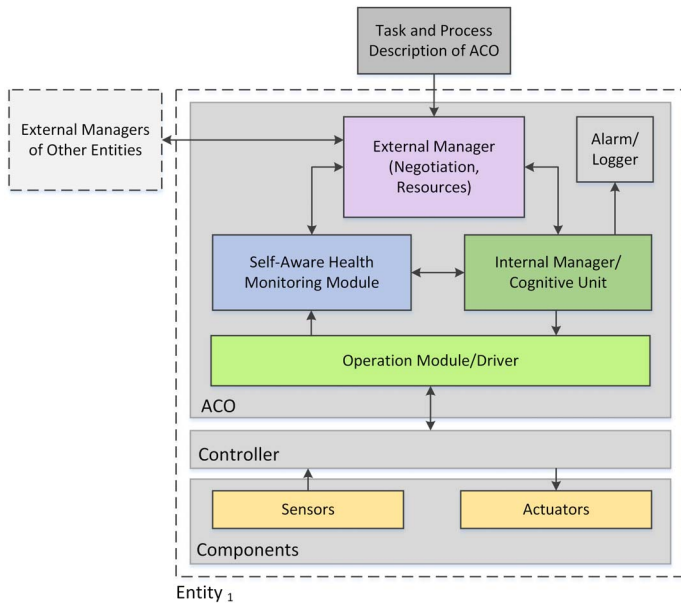 Task and Process
Description of ACO
External Managers
of Other Entities
External Manager
(Negotiation,
Resources)
Alarm/
Logger
Self-Aware Health
Monitoring Module
Internal Manager/
Cognitive Unit
Operation Module/Driver
ACO
Controller
Sensors
Actuators
Components
Entity 1